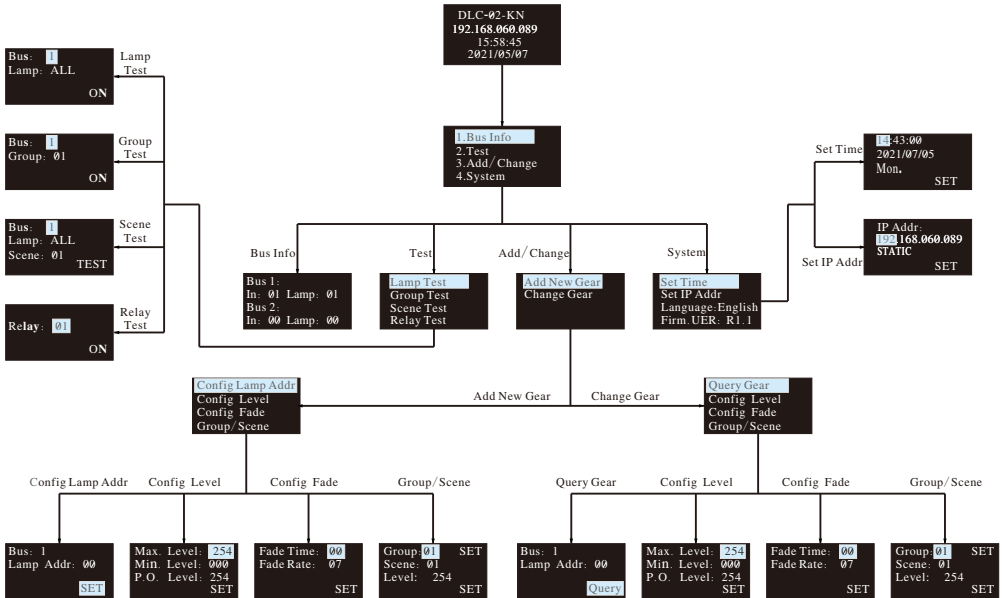 DLC-02-KN
192.168.060.089
15:58:45
2021/05/07
Bus: 1
Lamp: ALL
ON
Lamp
Test
Bus: 1
Group: 01
ON
Group
Test
Bus: 1
Lamp: ALL
Scene: 01
TEST
Scene
Test
Relay: 01
ON
Relay
Test
1.Bus Info
2.Test
3.Add/Change
4.System
Set Time
14:43:00
2021/07/05
Mon.
SET
Set IP Addr
IP Addr:
192.168.060.089
STATIC
SET
Bus Info
Test
Add/Change
System
Bus 1:
In: 01 Lamp: 01
Bus 2:
In: 00 Lamp: 00
Lamp Test
Group Test
Scene Test
Relay Test
Add New Gear
Change Gear
Set Time
Set IP Addr
Language:English
Firm.UER: R1.1
Add New Gear
Change Gear
Config Lamp Addr
Config Level
Config Fade
Group/Scene
Query Gear
Config Level
Config Fade
Group/Scene
Config Lamp Addr
Config Level
Config Fade
Group/Scene
Query Gear
Config Level
Config Fade
Group/Scene
Bus: 1
Lamp Addr: 00
SET
Max. Level: 254
Min. Level: 000
P.O. Level: 254
SET
Fade Time: 00
Fade Rate: 07
SET
Group: 01 SET
Scene: 01
Level: 254
SET
Bus: 1
Lamp Addr: 00
Query
Max. Level: 254
Min. Level: 000
P.O. Level: 254
SET
Fade Time: 00
Fade Rate: 07
SET
Group: 01 SET
Scene: 01
Level: 254
SET